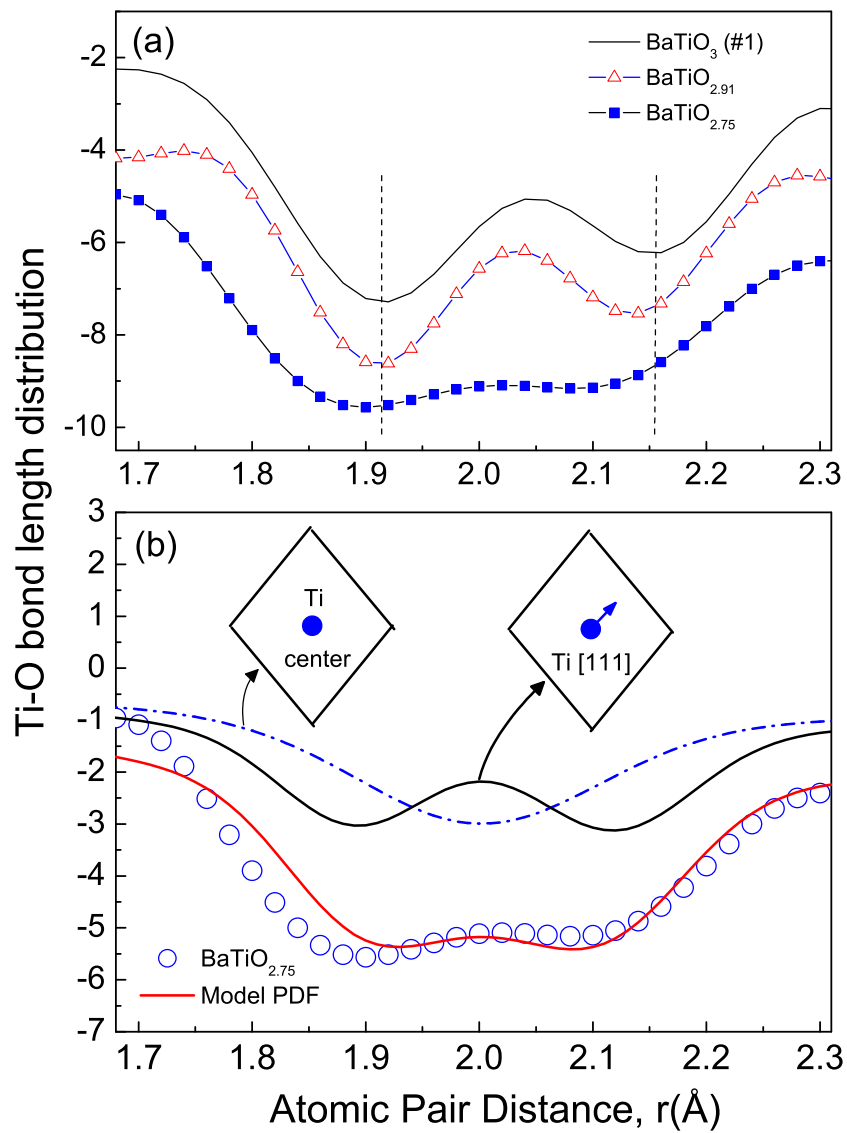 Ti-O bond length distribution
(a)
BaTiO3 (#1)
BaTiO2.91
BaTiO2.75
-2
-4
-6
-8
-10
1.7 1.8 1.9 2.0 2.1 2.2 2.3
(b)
3
2
1
0
-1
-2
-3
-4
-5
-6
-7
Ti
center
Ti [111]
BaTiO2.75
Model PDF
1.7 1.8 1.9 2.0 2.1 2.2 2.3
Atomic Pair Distance, r(Å)